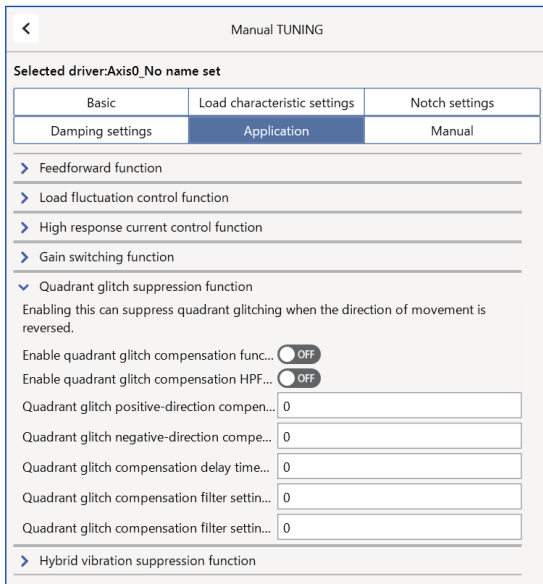 Manual TUNING
Selected driver:Axis0_No name set
Basic
Load characteristic settings
Notch settings
Damping settings
Application
Manual
Feedforward function
Load fluctuation control function
High response current control function
Gain switching function
Quadrant glitch suppression function
Enabling this can suppress quadrant glitching when the direction of movement is
reversed.
Enable quadrant glitch compensation func... OFF
Enable quadrant glitch compensation HPF... OFF
Quadrant glitch positive-direction compen... 0
Quadrant glitch negative-direction compe... 0
Quadrant glitch compensation delay time... 0
Quadrant glitch compensation filter settin... 0
Quadrant glitch compensation filter settin... 0
Hybrid vibration suppression function